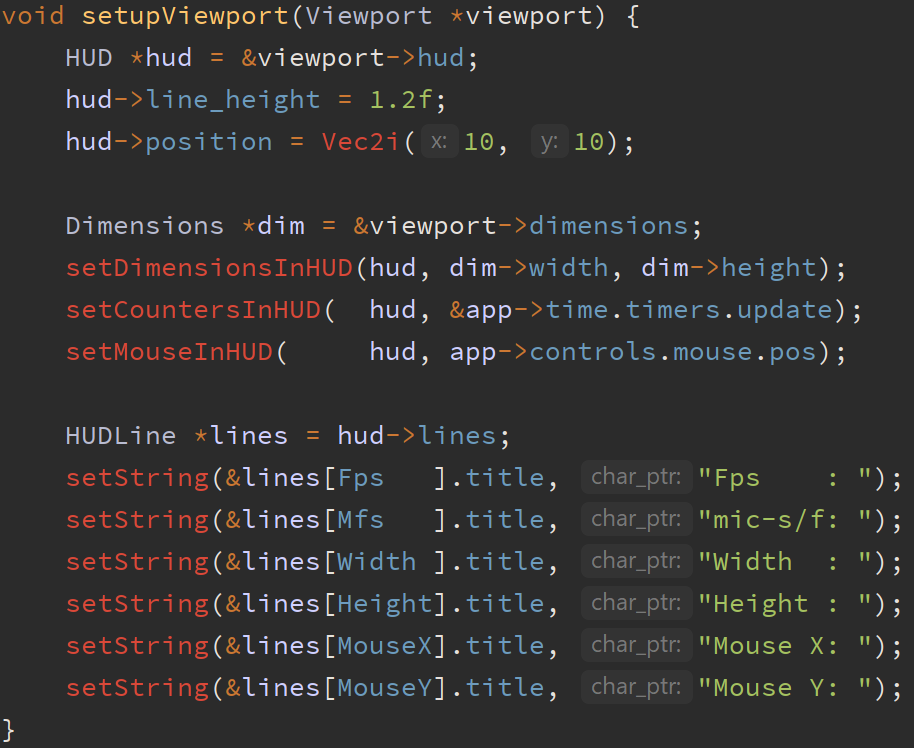 void setupViewport(Viewport *viewport) {
    HUD *hud = &viewport->hud;
    hud->line_height = 1.2f;
    hud->position = Vec2i( x: 10,  y: 10);

    Dimensions *dim = &viewport->dimensions;
    setDimensionsInHUD(hud, dim->width, dim->height);
    setCountersInHUD(  hud, &app->time.timers.update);
    setMouseInHUD(     hud, app->controls.mouse.pos);

    HUDLine *lines = hud->lines;
    setString(&lines[Fps   ].title,  char_ptr: "Fps    : ");
    setString(&lines[Mfs   ].title,  char_ptr: "mic-s/f: ");
    setString(&lines[Width ].title,  char_ptr: "Width  : ");
    setString(&lines[Height].title,  char_ptr: "Height : ");
    setString(&lines[MouseX].title,  char_ptr: "Mouse X: ");
    setString(&lines[MouseY].title,  char_ptr: "Mouse Y: ");
}